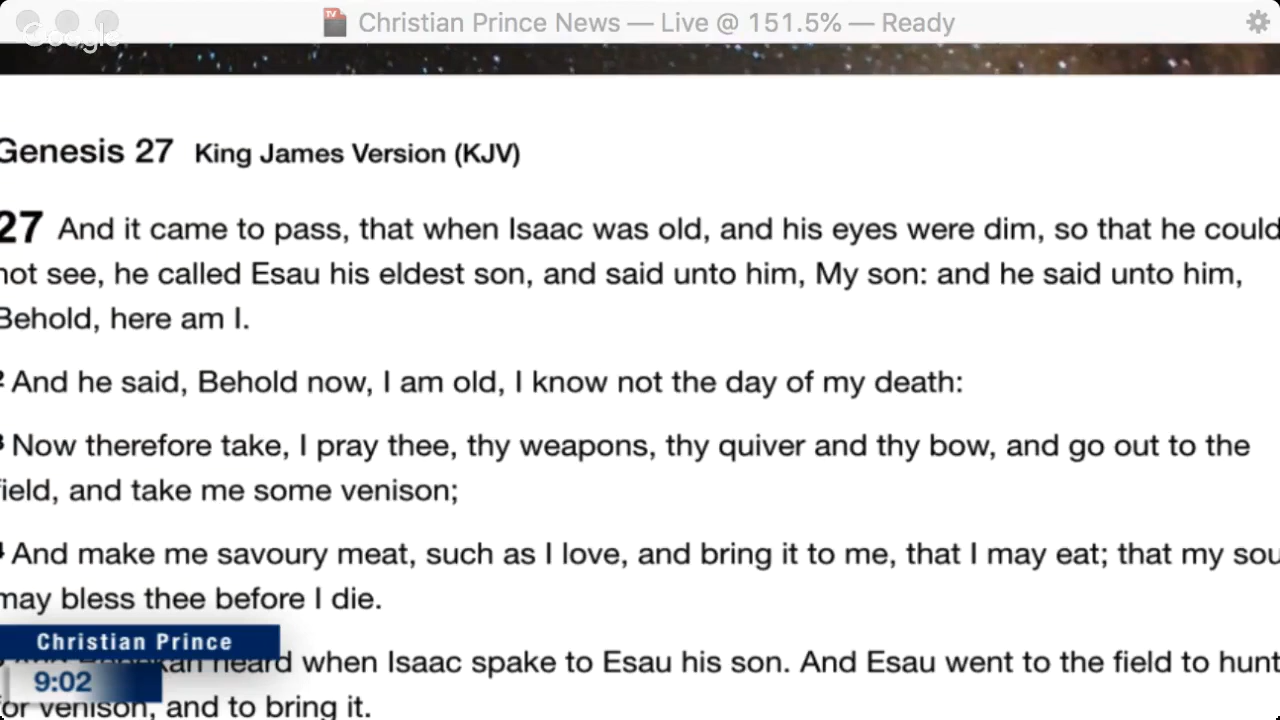 Christian Prince News — Live @ 151.5% — Ready
Google
Genesis 27 King James Version (KJV)
27 And it came to pass, that when Isaac was old, and his eyes were dim, so that he could
not see, he called Esau his eldest son, and said unto him, My son: and he said unto him,
Behold, here am I.
2 And he said, Behold now, I am old, I know not the day of my death:
3 Now therefore take, I pray thee, thy weapons, thy quiver and thy bow, and go out to the
field, and take me some venison;
4 And make me savoury meat, such as I love, and bring it to me, that I may eat; that my sou
may bless thee before I die.
Christian Prince
heard when Isaac spake to Esau his son. And Esau went to the field to hunt
9:02
for venison, and to bring it.